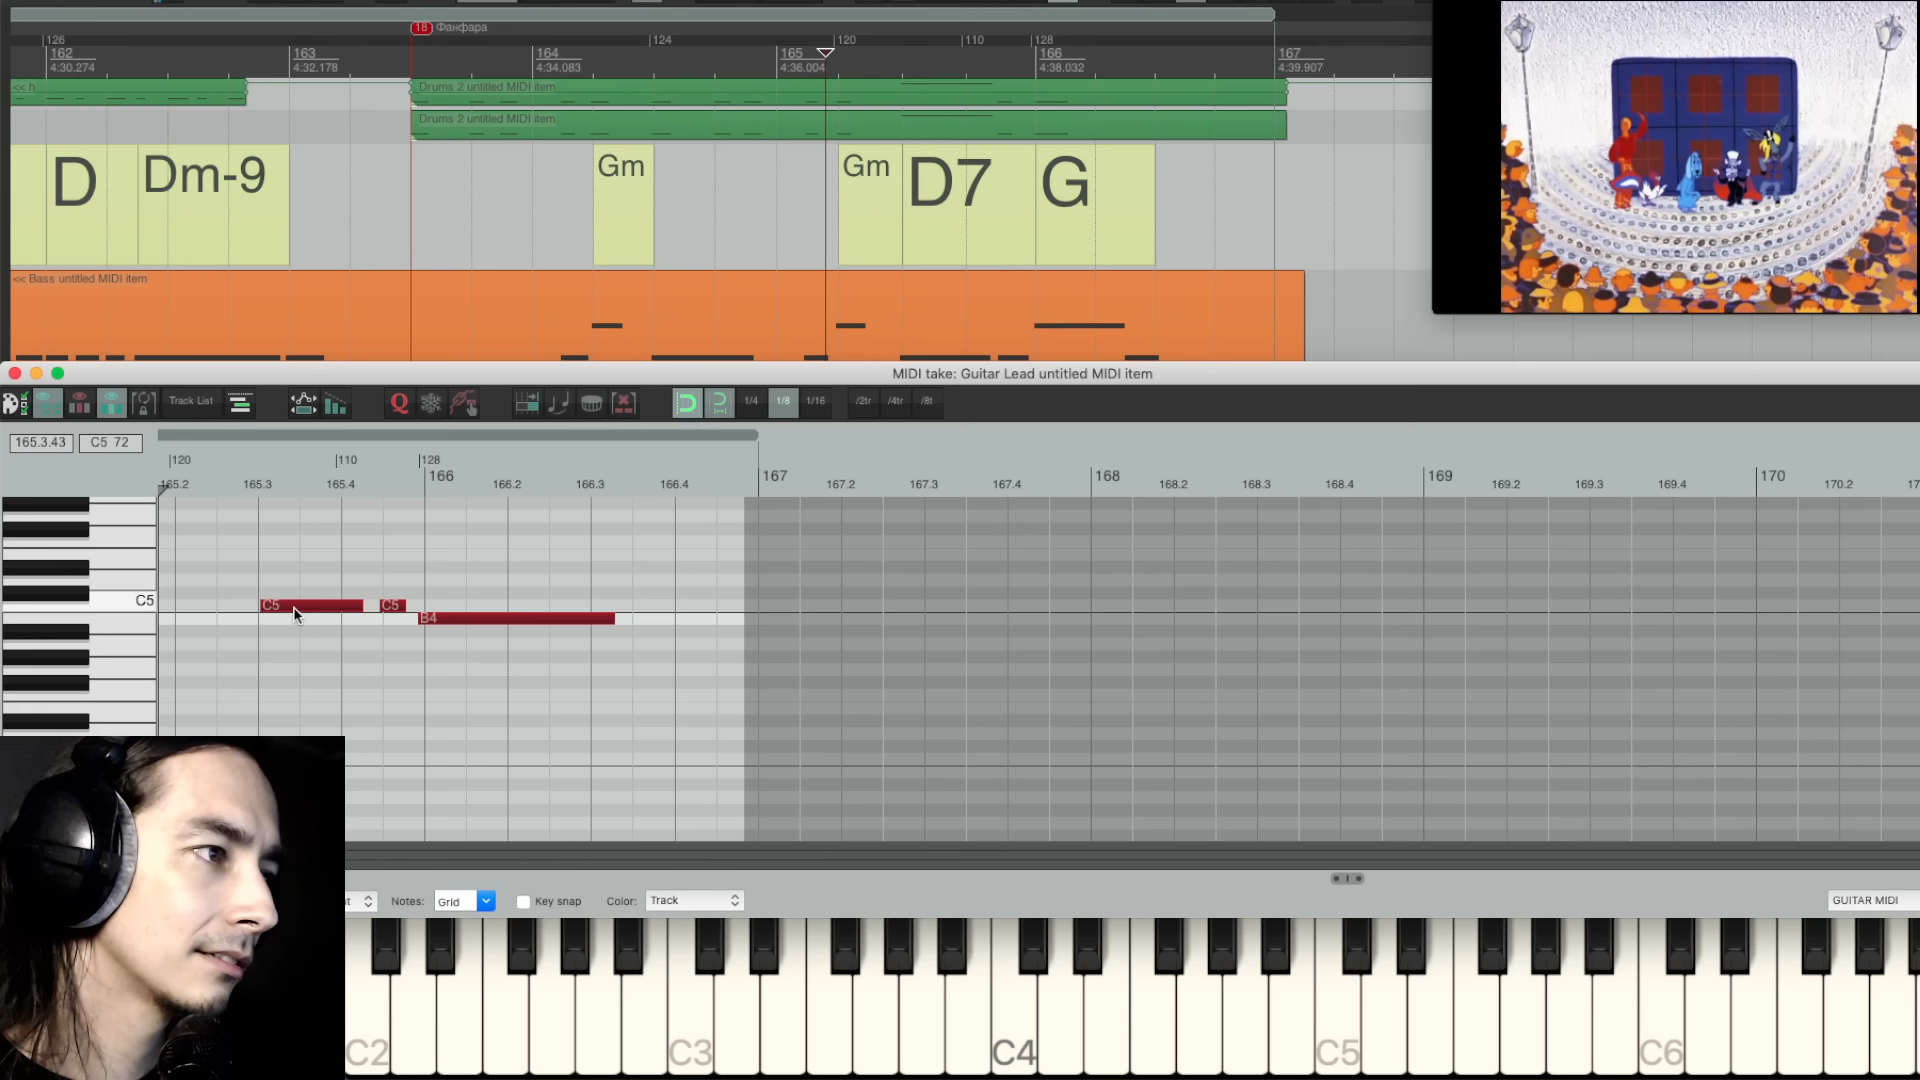 18 Фанфара
126 124 120 110 128
162 163 164 165 166 167
4:30.274 4:32.178 4:34.083 4:36.004 4:38.032 4:39.907
<< h Drums 2 untitled MIDI item
Drums 2 untitled MIDI item
D Dm-9 Gm Gm D7 G
<< Bass untitled MIDI item
MIDI take: Guitar Lead untitled MIDI item
Track List Q 1/4 1/8 1/16 /2tr /4tr /8t
165.3.43 C5 72
120 110 128
166 167 168 169 170
165.2 165.3 165.4 166.2 166.3 166.4 167.2 167.3 167.4 168.2 168.3 168.4 169.2 169.3 169.4 170.2 17
C5 C5 C5
B4
Notes: Grid Key snap Color: Track GUITAR MIDI
C2 C3 C4 C5 C6